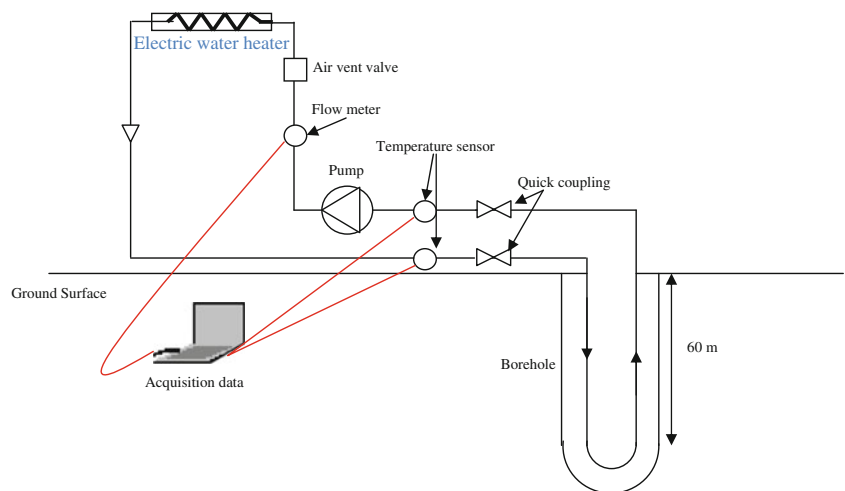 Electric water heater
Air vent valve
Flow meter
Temperature sensor
Pump
Quick coupling
Ground Surface
60 m
Borehole
Acquisition data